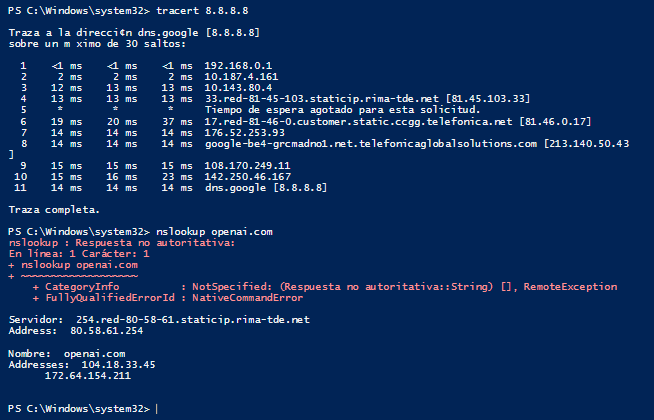 PS C:\Windows\system32> tracert 8.8.8.8
Traza a la direcci¢n dns.google [8.8.8.8]
sobre un m ximo de 30 saltos:
1 <1 ms <1 ms <1 ms 192.168.0.1
2 2 ms 2 ms 2 ms 10.187.4.161
3 12 ms 13 ms 13 ms 10.143.80.4
4 13 ms 13 ms 13 ms 33.red-81-45-103.staticip.rima-tde.net [81.45.103.33]
5 * * * Tiempo de espera agotado para esta solicitud.
6 19 ms 20 ms 37 ms 17.red-81-46-0.customer.static.ccgg.telefonica.net [81.46.0.17]
7 14 ms 14 ms 14 ms 176.52.253.93
8 14 ms 14 ms 14 ms google-be4-grcmadno1.net.telefonicaglobalsolutions.com [213.140.50.43
]
9 15 ms 15 ms 15 ms 108.170.249.11
10 15 ms 16 ms 23 ms 142.250.46.167
11 14 ms 14 ms 14 ms dns.google [8.8.8.8]
Traza completa.
PS C:\Windows\system32> nslookup openai.com
nslookup : Respuesta no autoritativa:
En línea: 1 Carácter: 1
+ nslookup openai.com
+ ~~~~~~~~~~~~~~~~~~~
+ CategoryInfo : NotSpecified: (Respuesta no autoritativa::String) [], RemoteException
+ FullyQualifiedErrorId : NativeCommandError
Servidor: 254.red-80-58-61.staticip.rima-tde.net
Address: 80.58.61.254
Nombre: openai.com
Addresses: 104.18.33.45
172.64.154.211
PS C:\Windows\system32>